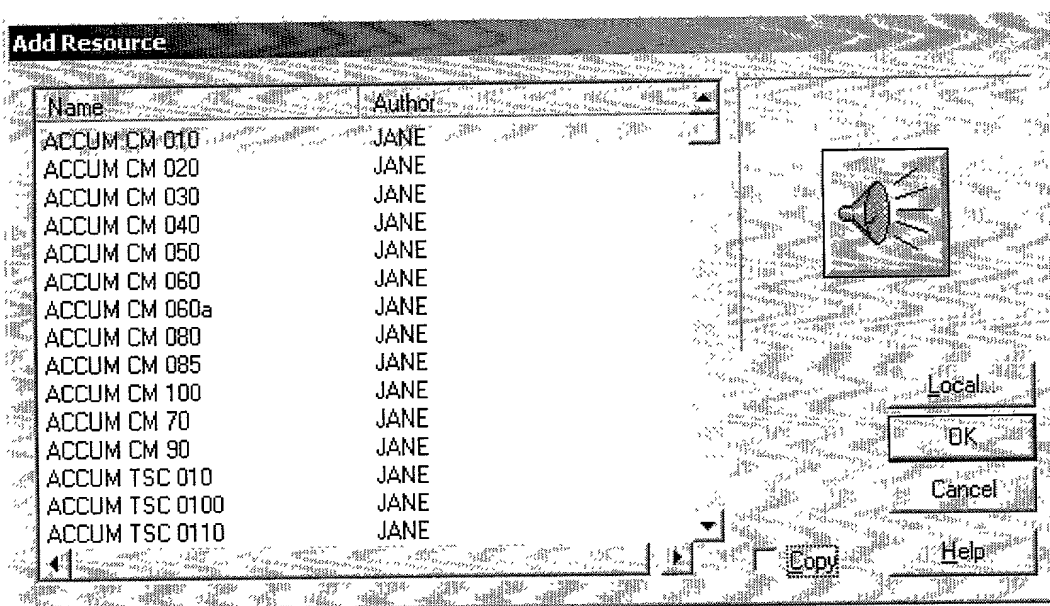 Add Resource
Name Author
ACCUM CM 010 JANE
ACCUM CM 020 JANE
ACCUM CM 030 JANE
ACCUM CM 040 JANE
ACCUM CM 050 JANE
ACCUM CM 060 JANE
ACCUM CM 060a JANE
ACCUM CM 080 JANE
ACCUM CM 085 JANE
ACCUM CM 100 JANE
ACCUM CM 70 JANE
ACCUM CM 90 JANE
ACCUM TSC 010 JANE
ACCUM TSC 0100 JANE
ACCUM TSC 0110 JANE
Local...
OK
Cancel
Copy
Help